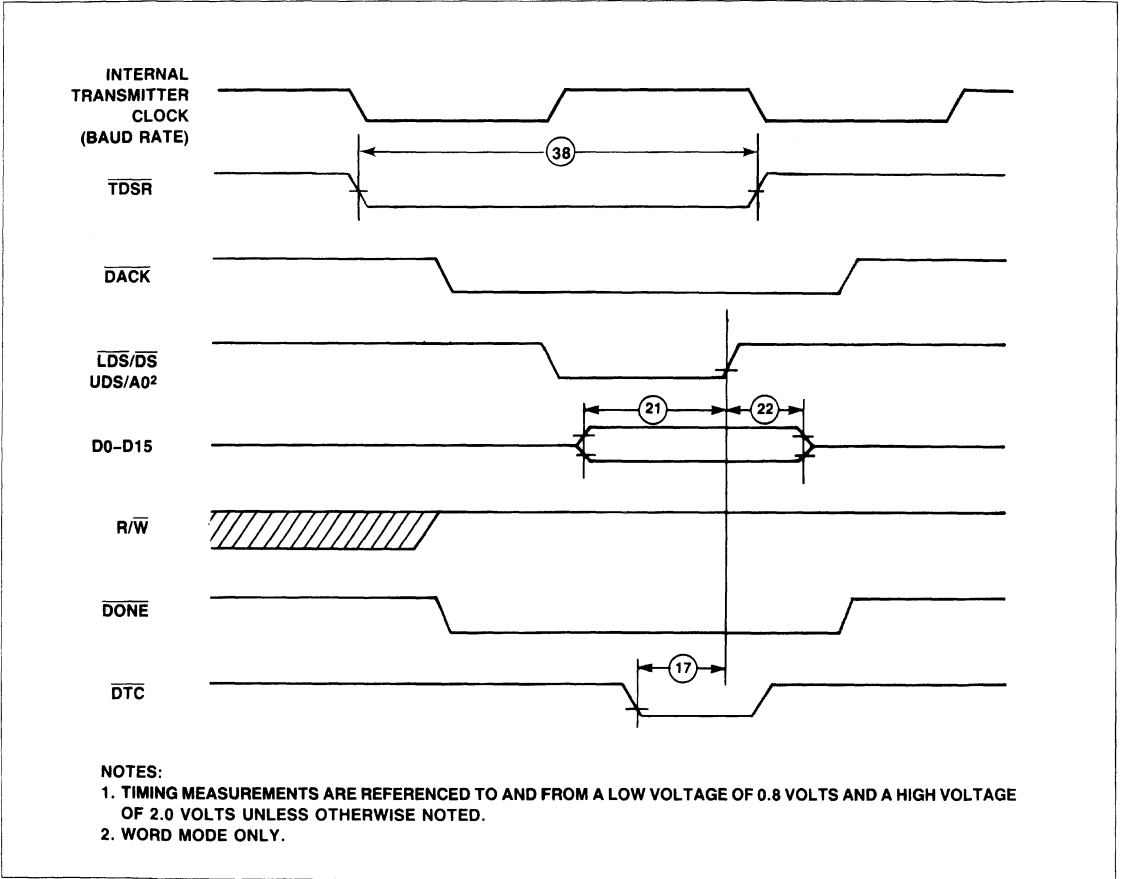 INTERNAL
TRANSMITTER
CLOCK
(BAUD RATE)
38
TDSR
DACK
LDS/DS
UDS/A0²
21
22
D0–D15
R/W
DONE
17
DTC
NOTES:
1. TIMING MEASUREMENTS ARE REFERENCED TO AND FROM A LOW VOLTAGE OF 0.8 VOLTS AND A HIGH VOLTAGE
OF 2.0 VOLTS UNLESS OTHERWISE NOTED.
2. WORD MODE ONLY.